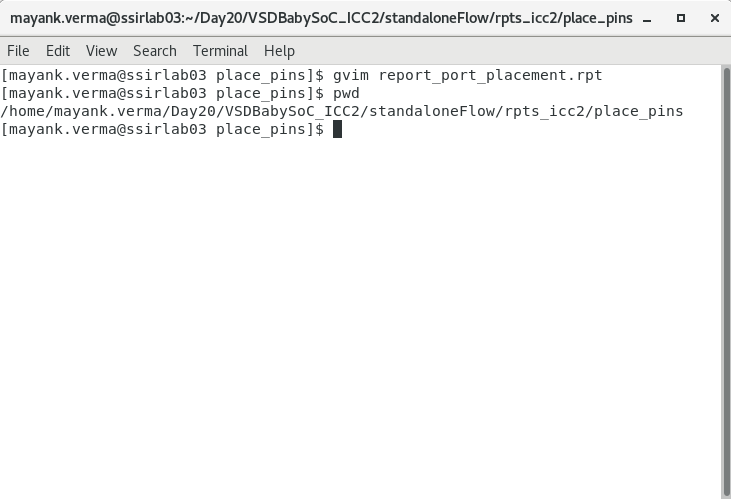 mayank.verma@ssirlab03:~/Day20/VSDBabySoC_ICC2/standaloneFlow/rpts_icc2/place_pins
File Edit View Search Terminal Help
[mayank.verma@ssirlab03 place_pins]$ gvim report_port_placement.rpt
[mayank.verma@ssirlab03 place_pins]$ pwd
/home/mayank.verma/Day20/VSDBabySoC_ICC2/standaloneFlow/rpts_icc2/place_pins
[mayank.verma@ssirlab03 place_pins]$